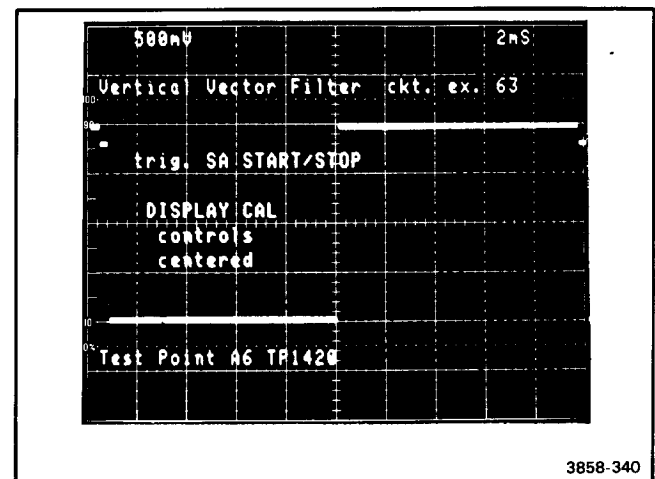 500mV 2mS
Vertical Vector Filter ckt. ex. 63
100
90
trig. SA START/STOP
DISPLAY CAL
controls
centered
10
0%
Test Point A6 TP1420
3858-340